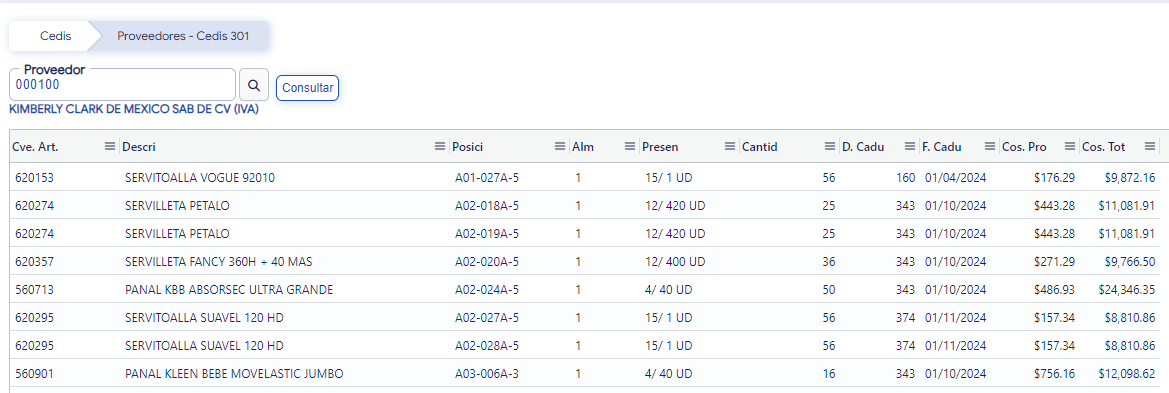 Cedis Proveedores - Cedis 301
Proveedor
000100 Consultar
KIMBERLY CLARK DE MEXICO SAB DE CV (IVA)
Cve. Art. Descri Posici Alm Presen Cantid D. Cadu F. Cadu Cos. Pro Cos. Tot
620153 SERVITOALLA VOGUE 92010 A01-027A-5 1 15/ 1 UD 56 160 01/04/2024 $176.29 $9,872.16
620274 SERVILLETA PETALO A02-018A-5 1 12/ 420 UD 25 343 01/10/2024 $443.28 $11,081.91
620274 SERVILLETA PETALO A02-019A-5 1 12/ 420 UD 25 343 01/10/2024 $443.28 $11,081.91
620357 SERVILLETA FANCY 360H + 40 MAS A02-020A-5 1 12/ 400 UD 36 343 01/10/2024 $271.29 $9,766.50
560713 PANAL KBB ABSORSEC ULTRA GRANDE A02-024A-5 1 4/ 40 UD 50 343 01/10/2024 $486.93 $24,346.35
620295 SERVITOALLA SUAVEL 120 HD A02-027A-5 1 15/ 1 UD 56 374 01/11/2024 $157.34 $8,810.86
620295 SERVITOALLA SUAVEL 120 HD A02-028A-5 1 15/ 1 UD 56 374 01/11/2024 $157.34 $8,810.86
560901 PANAL KLEEN BEBE MOVELASTIC JUMBO A03-006A-3 1 4/ 40 UD 16 343 01/10/2024 $756.16 $12,098.62